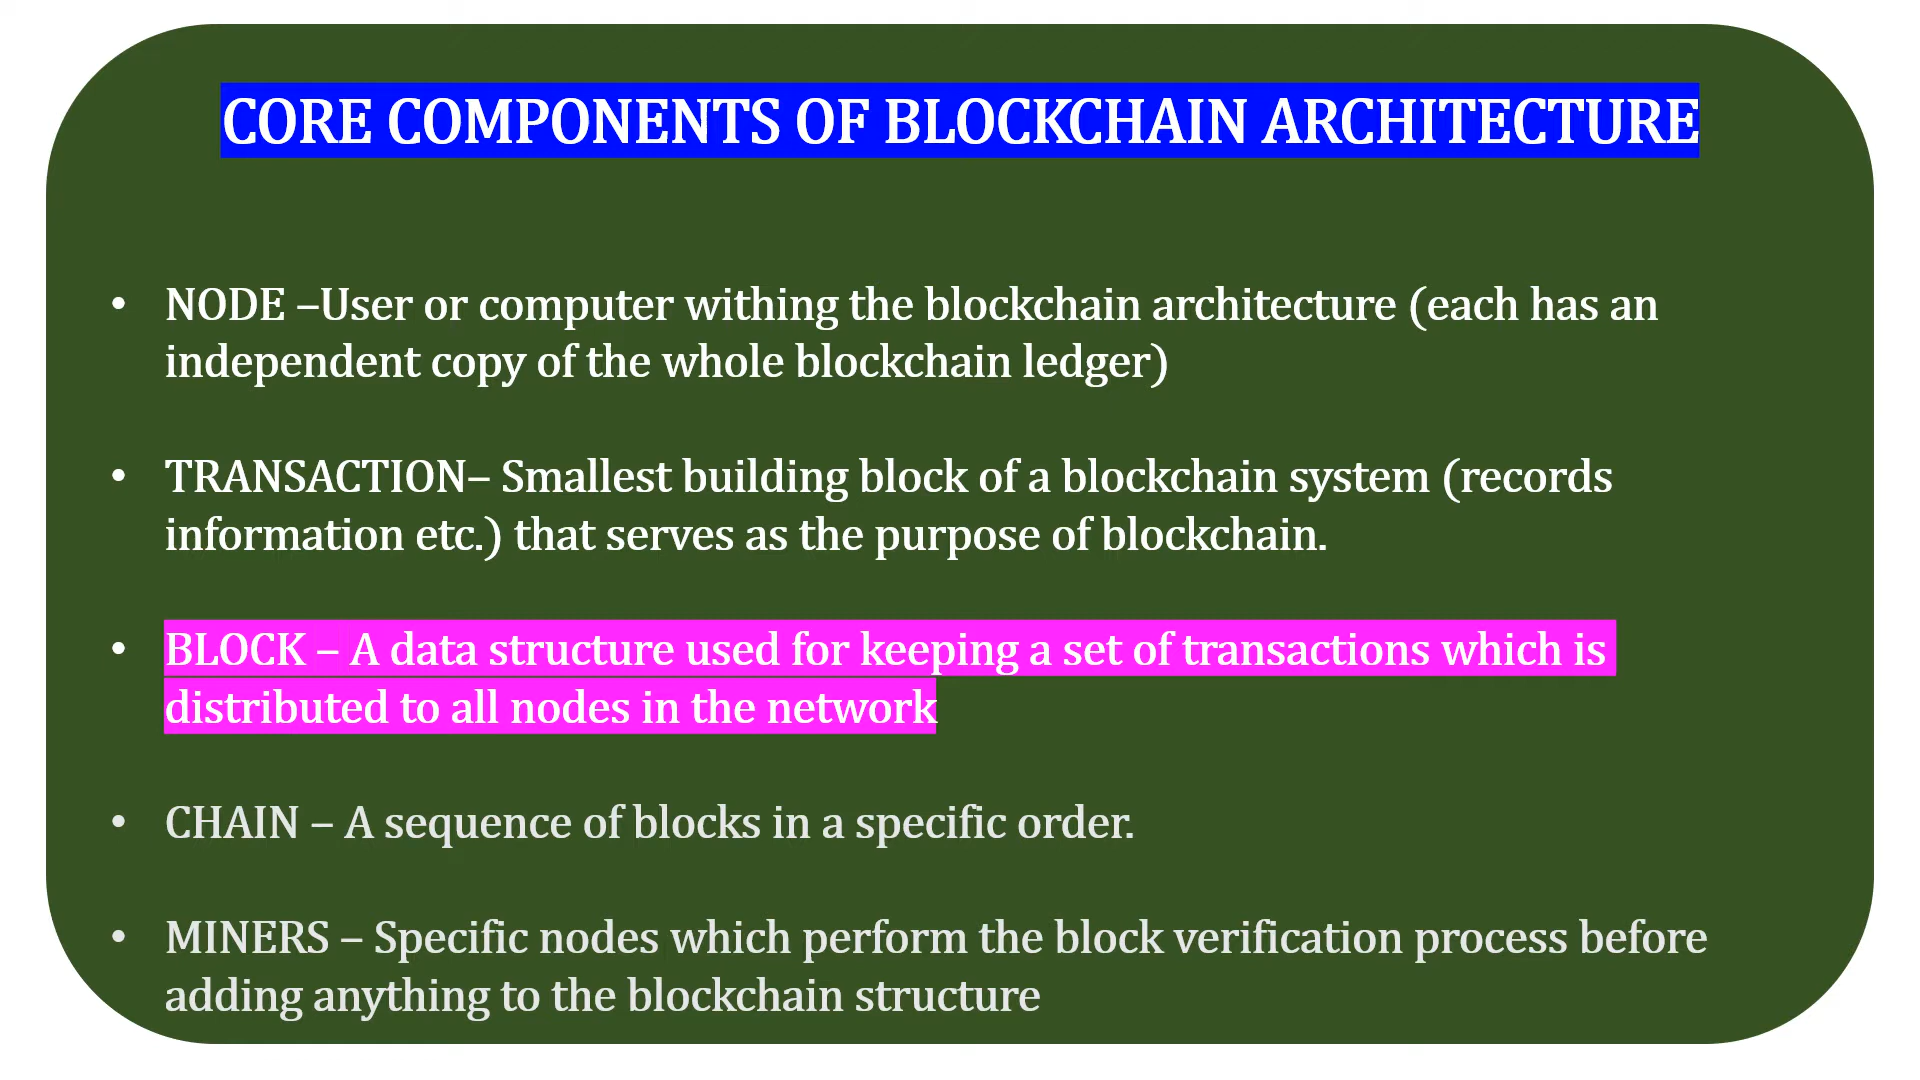 CORE COMPONENTS OF BLOCKCHAIN ARCHITECTURE
• NODE –User or computer withing the blockchain architecture (each has an
independent copy of the whole blockchain ledger)
• TRANSACTION– Smallest building block of a blockchain system (records
information etc.) that serves as the purpose of blockchain.
• BLOCK – A data structure used for keeping a set of transactions which is
distributed to all nodes in the network
• CHAIN – A sequence of blocks in a specific order.
• MINERS – Specific nodes which perform the block verification process before
adding anything to the blockchain structure